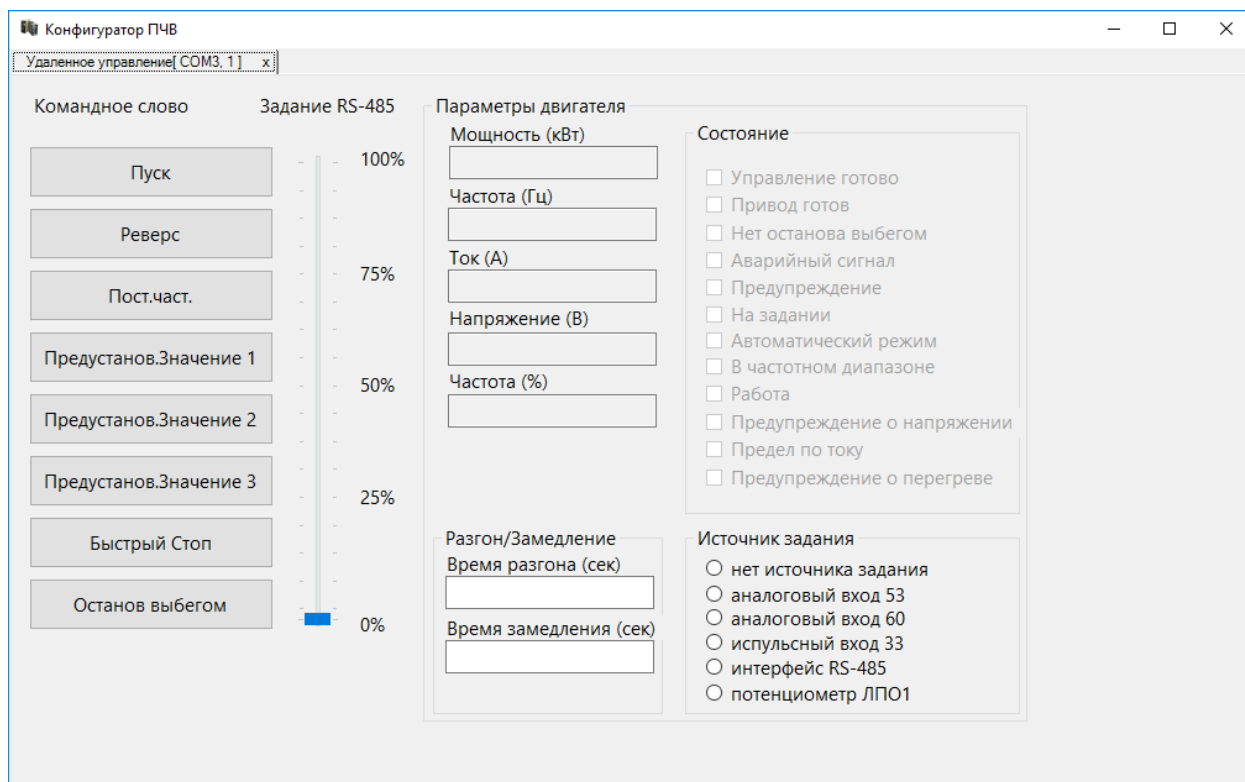 Конфигуратор ПЧВ
Удаленное управление[ COM3, 1 ] x
Командное слово
Пуск
Реверс
Пост.част.
Предустанов.Значение 1
Предустанов.Значение 2
Предустанов.Значение 3
Быстрый Стоп
Останов выбегом
Задание RS-485
100%
75%
50%
25%
0%
Параметры двигателя
Мощность (кВт)
Частота (Гц)
Ток (А)
Напряжение (В)
Частота (%)
Состояние
Управление готово
Привод готов
Нет останова выбегом
Аварийный сигнал
Предупреждение
На задании
Автоматический режим
В частотном диапазоне
Работа
Предупреждение о напряжении
Предел по току
Предупреждение о перегреве
Разгон/Замедление
Время разгона (сек)
Время замедления (сек)
Источник задания
нет источника задания
аналоговый вход 53
аналоговый вход 60
испульсный вход 33
интерфейс RS-485
потенциометр ЛПО1